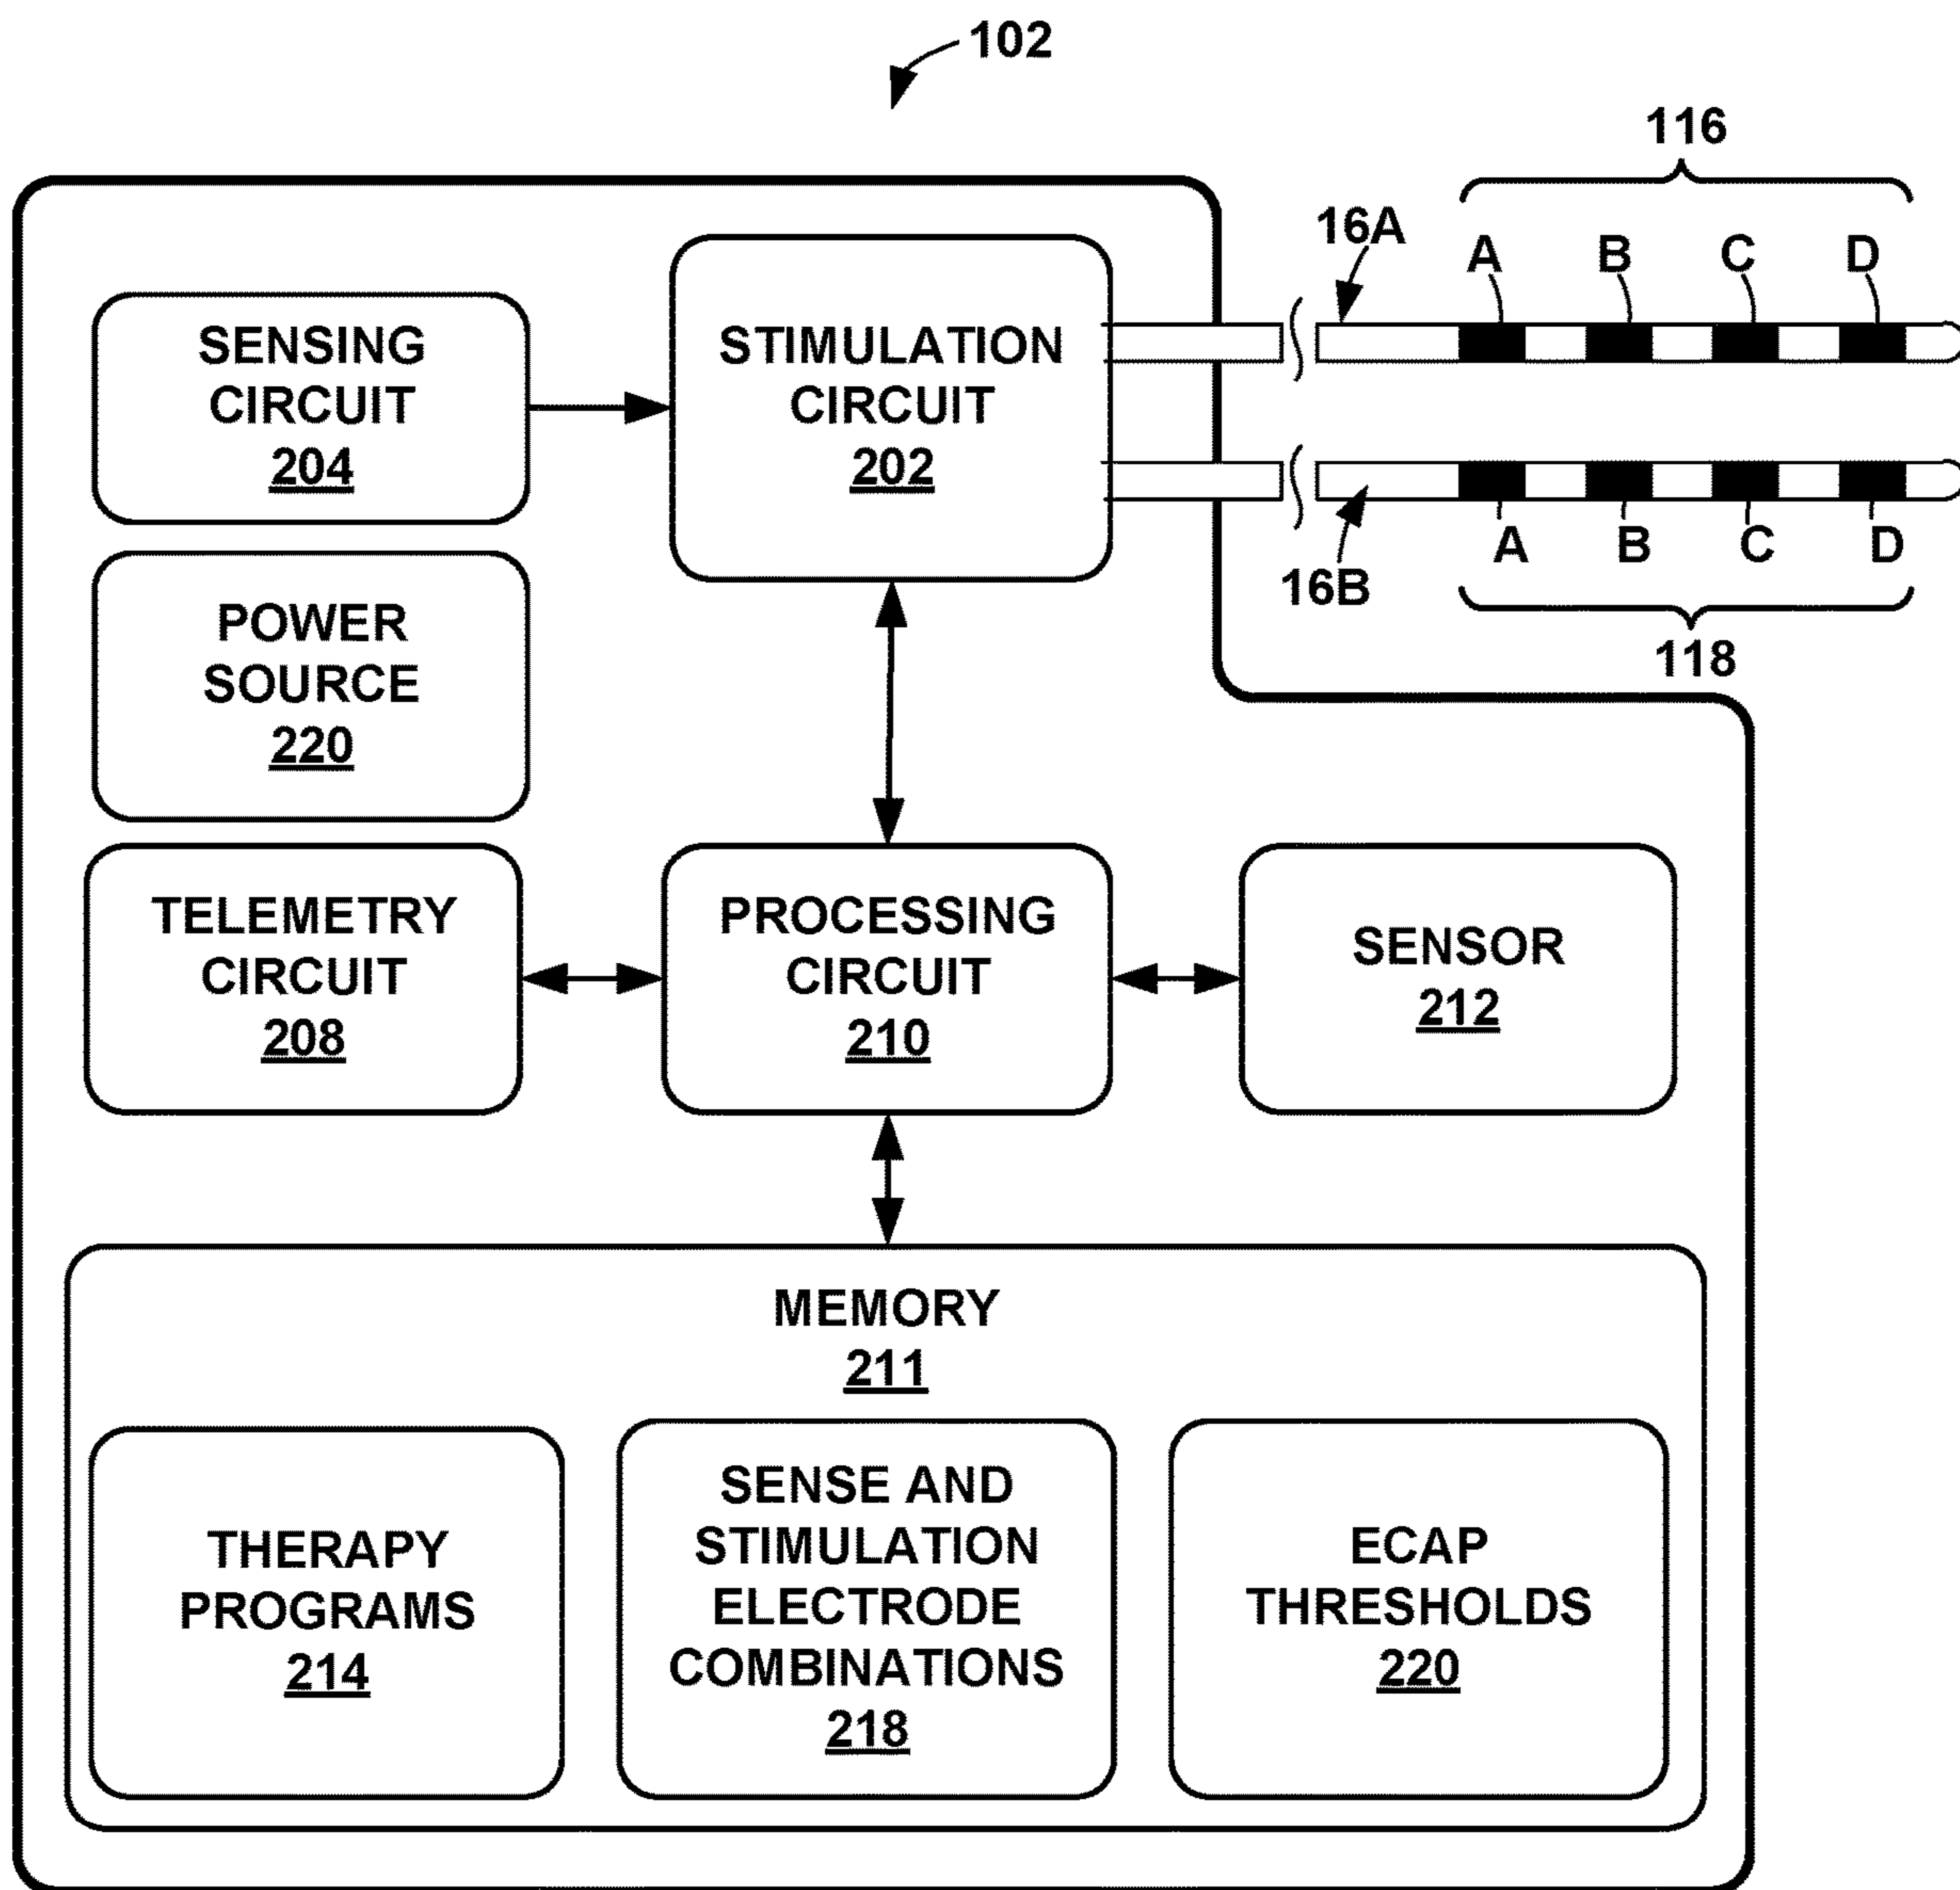 102
116
16A
A B C D
SENSING
CIRCUIT
204
STIMULATION
CIRCUIT
202
A B C D
16B
118
POWER
SOURCE
220
TELEMETRY
CIRCUIT
208
PROCESSING
CIRCUIT
210
SENSOR
212
MEMORY
211
THERAPY
PROGRAMS
214
SENSE AND
STIMULATION
ELECTRODE
COMBINATIONS
218
ECAP
THRESHOLDS
220